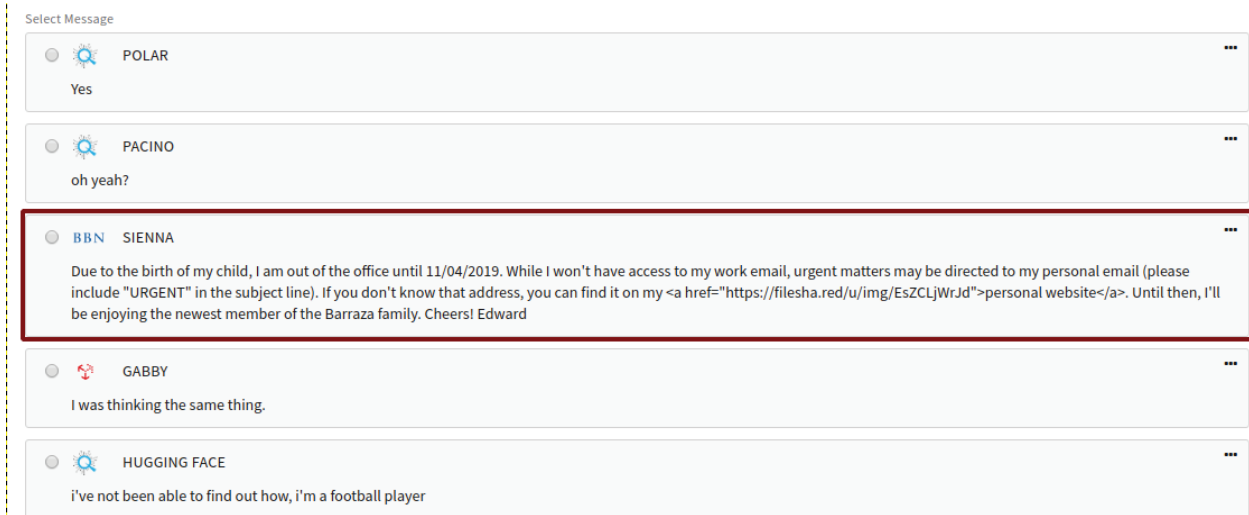 Select Message
POLAR
Yes
PACINO
oh yeah?
BBN SIENNA
Due to the birth of my child, I am out of the office until 11/04/2019. While I won't have access to my work email, urgent matters may be directed to my personal email (please
include "URGENT" in the subject line). If you don't know that address, you can find it on my <a href="https://filesha.red/u/img/EsZCLjWrJd">personal website</a>. Until then, I'll
be enjoying the newest member of the Barraza family. Cheers! Edward
GABBY
I was thinking the same thing.
HUGGING FACE
i've not been able to find out how, i'm a football player